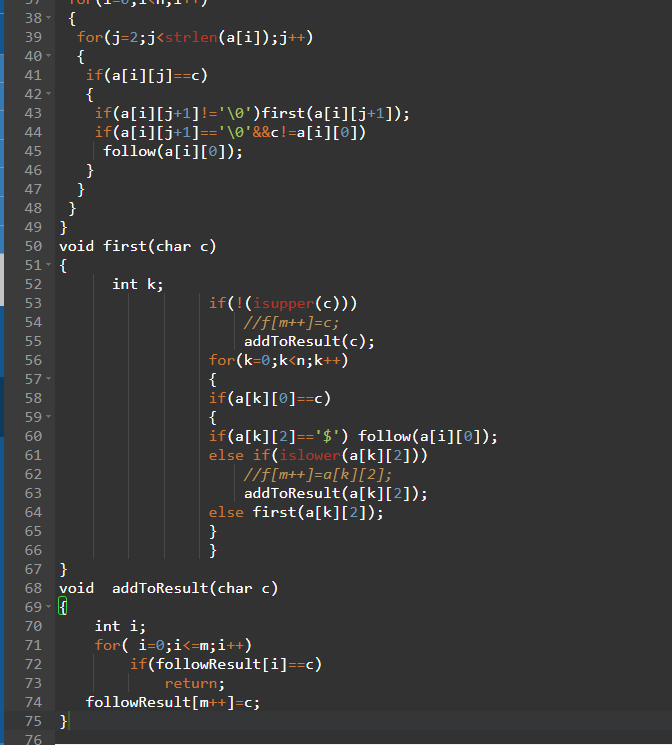 37 for(i=0;i<n;i++)
38 {
39 for(j=2;j<strlen(a[i]);j++)
40 {
41 if(a[i][j]==c)
42 {
43 if(a[i][j+1]!='\0')first(a[i][j+1]);
44 if(a[i][j+1]=='\0'&&c!=a[i][0])
45 follow(a[i][0]);
46 }
47 }
48 }
49 }
50 void first(char c)
51 {
52 int k;
53 if(!(isupper(c)))
54 //f[m++]=c;
55 addToResult(c);
56 for(k=0;k<n;k++)
57 {
58 if(a[k][0]==c)
59 {
60 if(a[k][2]=='$') follow(a[i][0]);
61 else if(islower(a[k][2]))
62 //f[m++]=a[k][2];
63 addToResult(a[k][2]);
64 else first(a[k][2]);
65 }
66 }
67 }
68 void  addToResult(char c)
69 {
70 int i;
71 for( i=0;i<=m;i++)
72 if(followResult[i]==c)
73 return;
74 followResult[m++]=c;
75 }
76